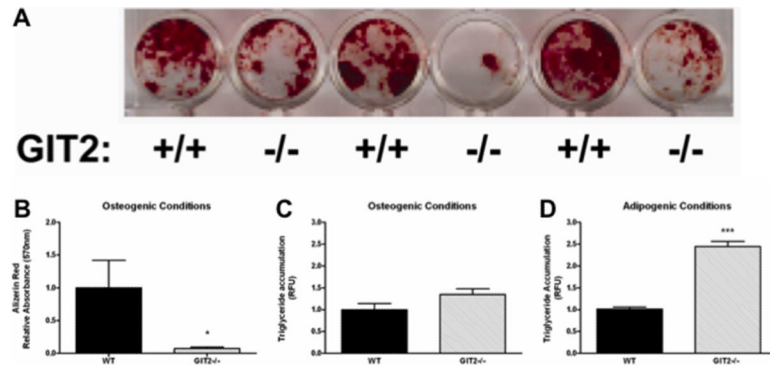 A
GIT2: +/+ -/- +/+ -/- +/+ -/-
B
Osteogenic Conditions
Alizerin Red
Relative Absorbance (570nm)
2.0
1.5
1.0
0.5
0.0
*
WT GIT2-/-
C
Osteogenic Conditions
Triglyceride accumulation
(RFU)
3.0
2.5
2.0
1.5
1.0
0.5
0.0
WT GIT2-/-
D
Adipogenic Conditions
Triglyceride Accumulation
(RFU)
3.0
2.5
2.0
1.5
1.0
0.5
0.0
***
WT GIT2-/-